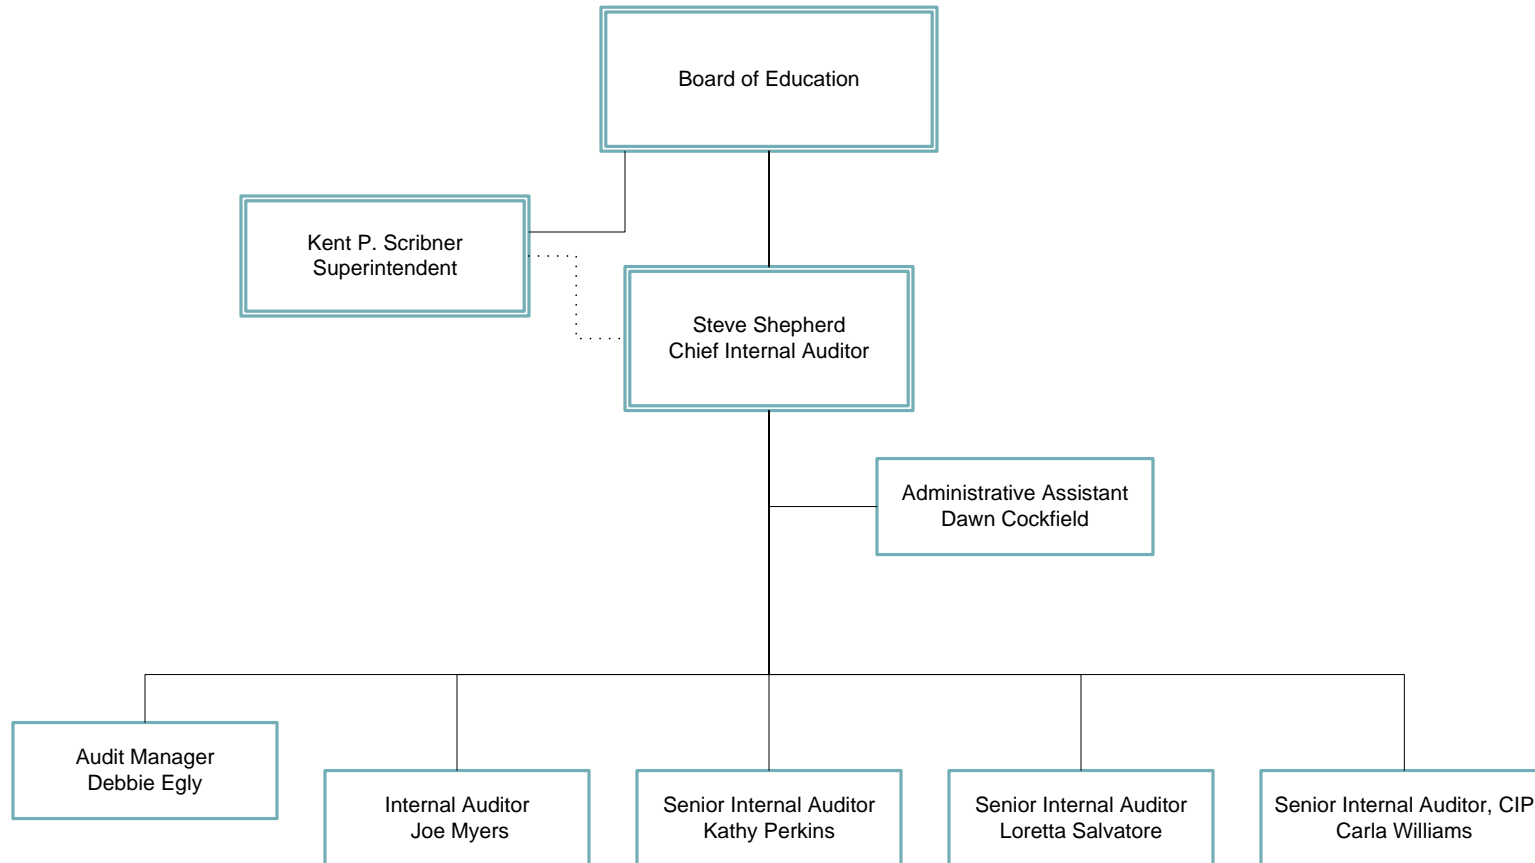 Board of Education
Kent P. Scribner
Superintendent
Steve Shepherd
Chief Internal Auditor
Administrative Assistant
Dawn Cockfield
Audit Manager
Debbie Egly
Internal Auditor
Joe Myers
Senior Internal Auditor
Kathy Perkins
Senior Internal Auditor
Loretta Salvatore
Senior Internal Auditor, CIP
Carla Williams